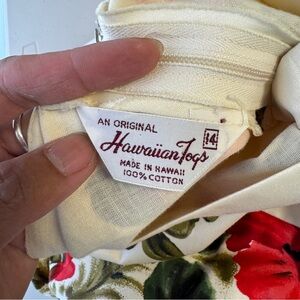 AN ORIGINAL
Hawaiian Togs 14
MADE IN HAWAII
100% COTTON